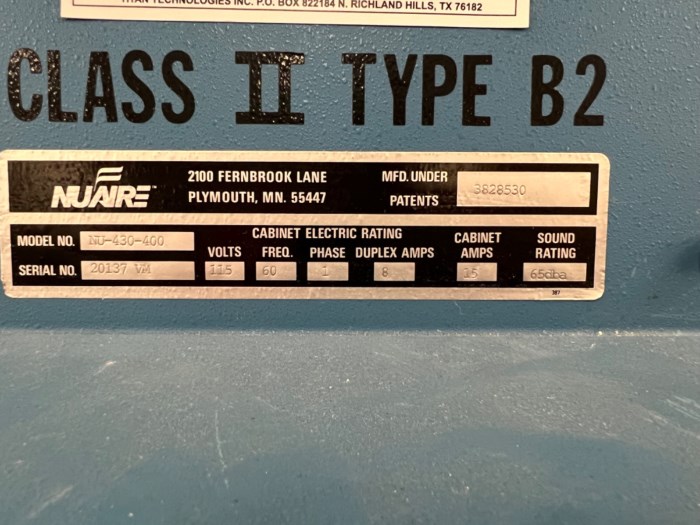 TITAN TECHNOLOGIES INC. P.O. BOX 822184 N. RICHLAND HILLS, TX 76182
CLASS II TYPE B2
NUAIRE™
2100 FERNBROOK LANE
PLYMOUTH, MN. 55447
MFD. UNDER
PATENTS
3828530
MODEL NO. NU-430-400
SERIAL NO. 20137 VM
CABINET ELECTRIC RATING
VOLTS FREQ. PHASE DUPLEX AMPS
115 60 1 8
CABINET
AMPS
15
SOUND
RATING
65dba
387